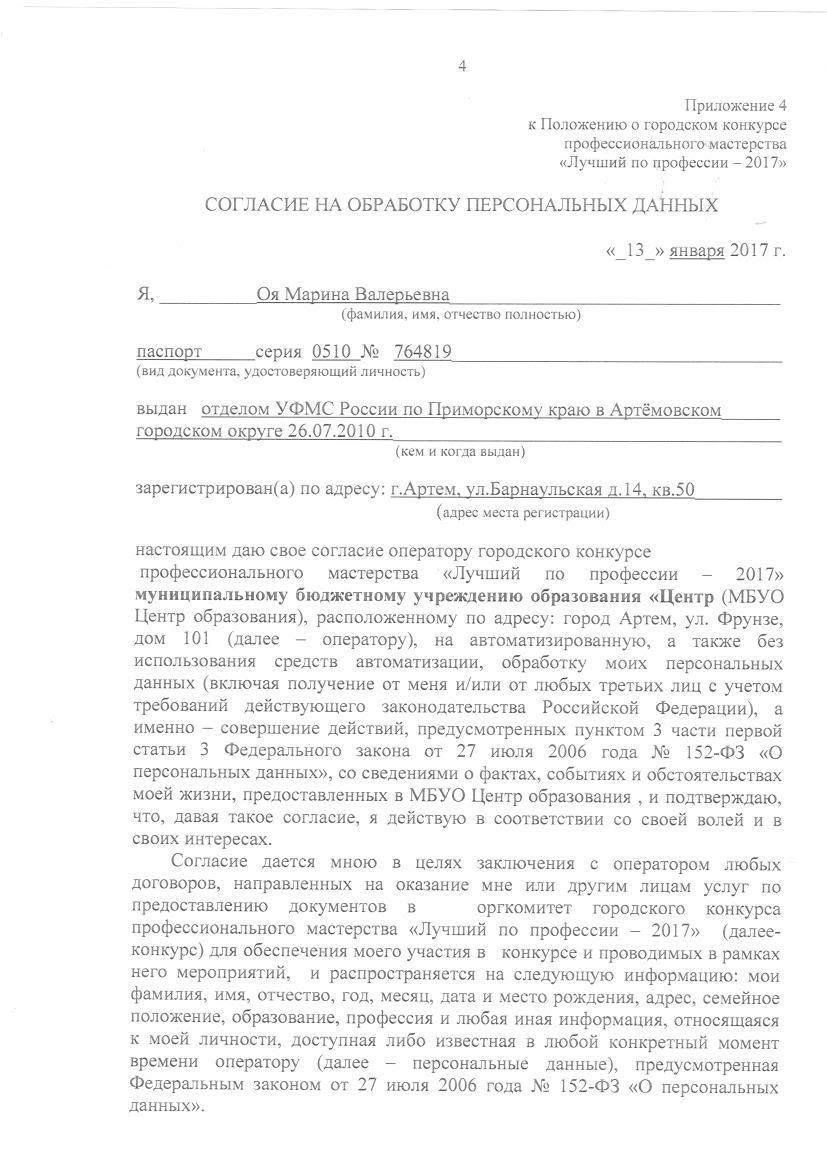 4
Приложение 4
к Положению о городском конкурсе
профессионального мастерства
«Лучший по профессии – 2017»
СОГЛАСИЕ НА ОБРАБОТКУ ПЕРСОНАЛЬНЫХ ДАННЫХ
«_13_» января 2017 г.
Я, __________Оя Марина Валерьевна__________
(фамилия, имя, отчество полностью)
паспорт______серия 0510 № 764819__________
(вид документа, удостоверяющий личность)
выдан отделом УФМС России по Приморскому краю в Артёмовском______
городском округе 26.07.2010 г.__________
(кем и когда выдан)
зарегистрирован(а) по адресу: г.Артем, ул.Барнаульская д.14, кв.50_________
(адрес места регистрации)
настоящим даю свое согласие оператору городского конкурса
профессионального мастерства «Лучший по профессии – 2017»
муниципальному бюджетному учреждению образования «Центр (МБУО
Центр образования), расположенному по адресу: город Артем, ул. Фрунзе,
дом 101 (далее – оператору), на автоматизированную, а также без
использования средств автоматизации, обработку моих персональных
данных (включая получение от меня и/или от любых третьих лиц с учетом
требований действующего законодательства Российской Федерации), а
именно – совершение действий, предусмотренных пунктом 3 части первой
статьи 3 Федерального закона от 27 июля 2006 года № 152-ФЗ «О
персональных данных», со сведениями о фактах, событиях и обстоятельствах
моей жизни, предоставленных в МБУО Центр образования , и подтверждаю,
что, давая такое согласие, я действую в соответствии со своей волей и в
своих интересах.
Согласие дается мною в целях заключения с оператором любых
договоров, направленных на оказание мне или другим лицам услуг по
предоставлению документов в оргкомитет городского конкурса
профессионального мастерства «Лучший по профессии – 2017» (далее-
конкурс) для обеспечения моего участия в конкурсе и проводимых в рамках
него мероприятий, и распространяется на следующую информацию: мои
фамилия, имя, отчество, год, месяц, дата и место рождения, адрес, семейное
положение, образование, профессия и любая иная информация, относящаяся
к моей личности, доступная либо известная в любой конкретный момент
времени оператору (далее – персональные данные), предусмотренная
Федеральным законом от 27 июля 2006 года № 152-ФЗ «О персональных
данных».